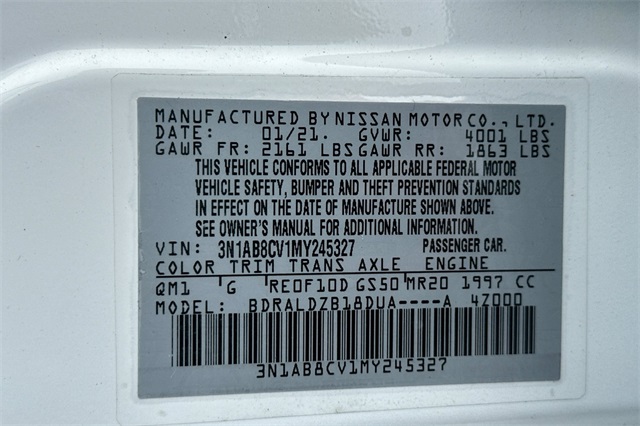 MANUFACTURED BY NISSAN MOTOR CO., LTD.
DATE: 01/21. GVWR: 4001 LBS
GAWR FR: 2161 LBS GAWR RR: 1863 LBS
THIS VEHICLE CONFORMS TO ALL APPLICABLE FEDERAL MOTOR
VEHICLE SAFETY, BUMPER AND THEFT PREVENTION STANDARDS
IN EFFECT ON THE DATE OF MANUFACTURE SHOWN ABOVE.
SEE OWNER'S MANUAL FOR ADDITIONAL INFORMATION.
VIN: 3N1AB8CV1MY245327 PASSENGER CAR.
COLOR TRIM TRANS AXLE ENGINE
QM1 G RE0F10D GS50 MR20 1997 CC
MODEL: BDRALDZB18DUA----A 4Z000
3N1AB8CV1MY245327